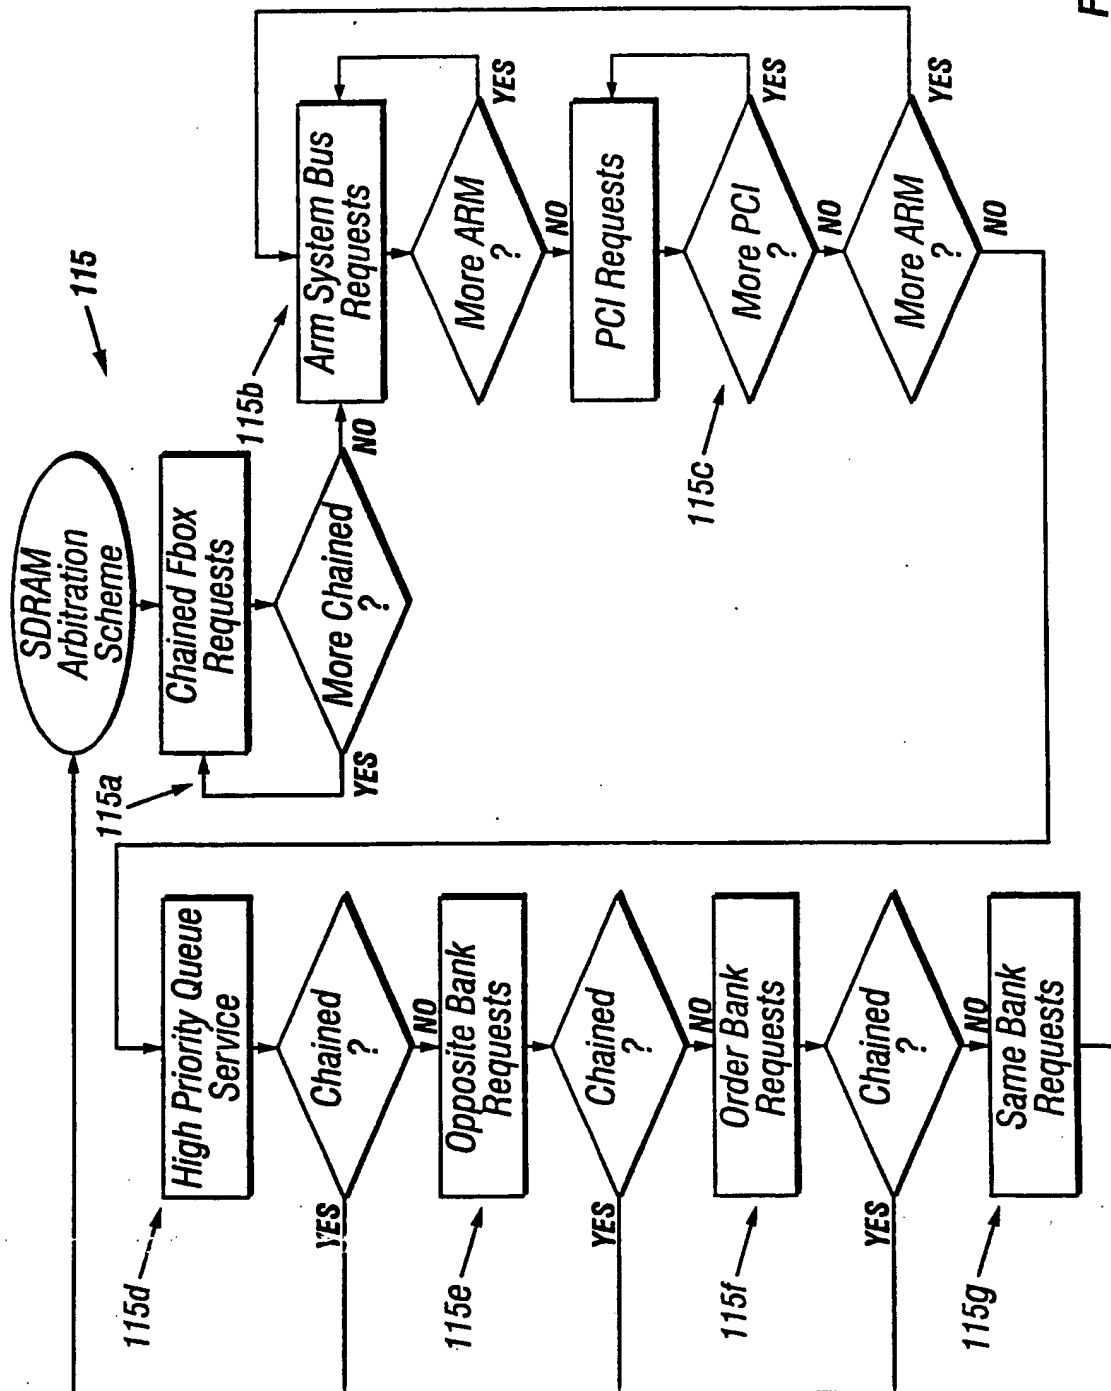 SDRAM
Arbitration
Scheme
115
115a
Chained Fbox
Requests
More Chained
?
YES
NO
115b
Arm System Bus
Requests
More ARM
?
YES
NO
PCI Requests
115c
More PCI
?
YES
NO
More ARM
?
YES
NO
115d
High Priority Queue
Service
Chained
?
YES
NO
115e
Opposite Bank
Requests
Chained
?
YES
NO
115f
Order Bank
Requests
Chained
?
YES
NO
115g
Same Bank
Requests